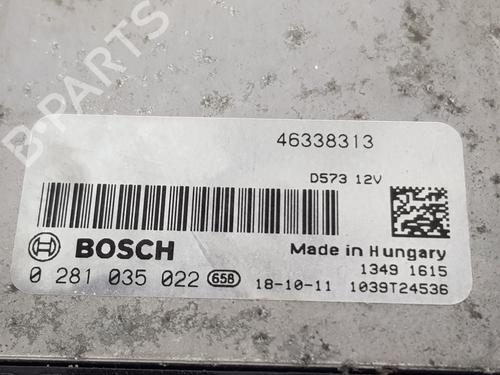 B-PARTS
46338313
D573 12V
BOSCH
Made in Hungary
0 281 035 022 658 18-10-11
1349 1615
1039T24536